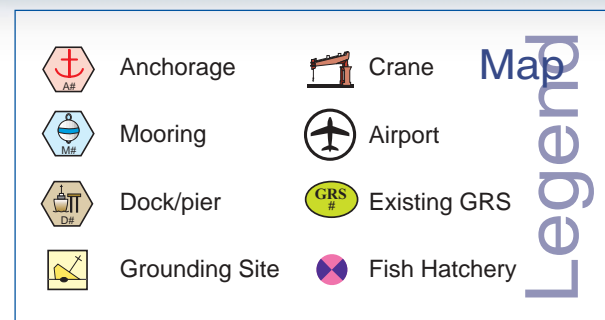 Map
Legend
A#
Anchorage
Crane
M#
Mooring
Airport
D#
Dock/pier
GRS
#
Existing GRS
Grounding Site
Fish Hatchery